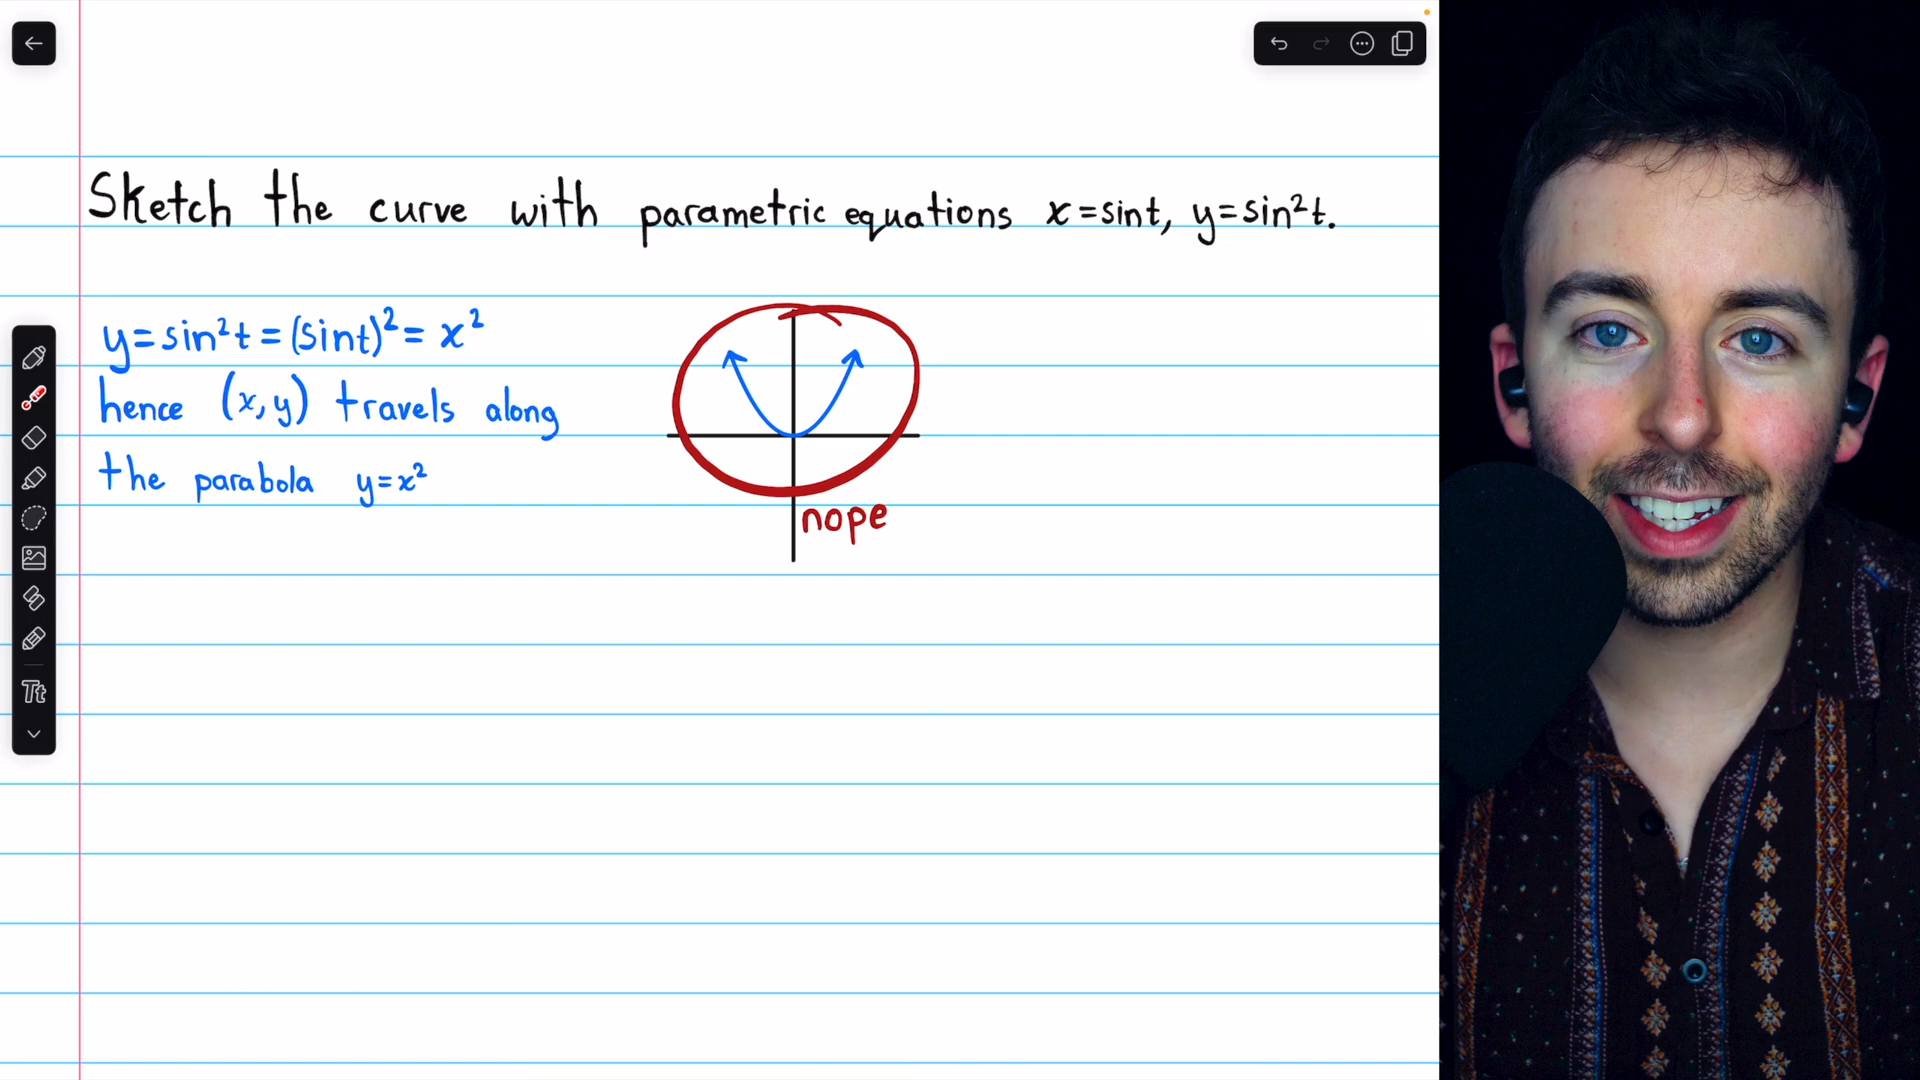 Sketch the curve with parametric equations x=sint, y=sin²t.
y=sin²t=(sint)²=x²
hence (x,y) travels along
the parabola y=x²
nope
Tt